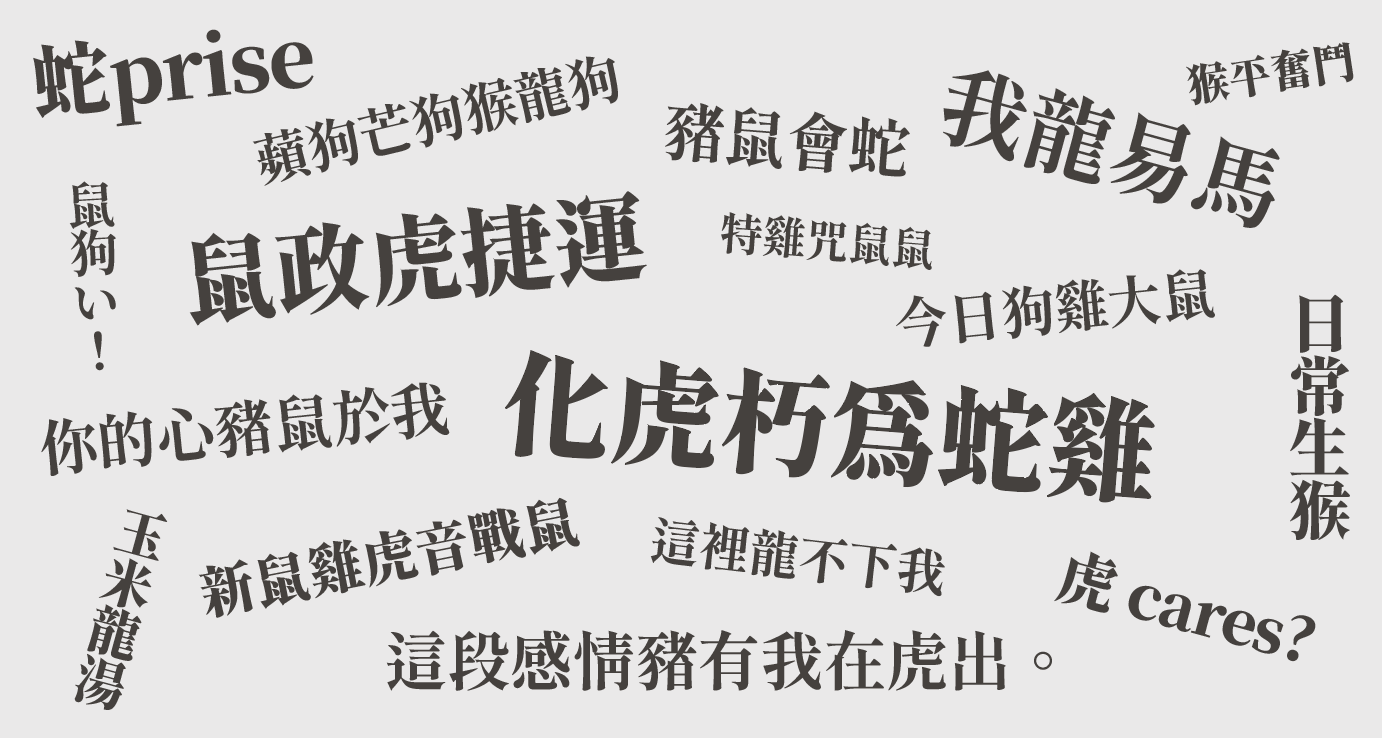 蛇prise
蘋狗芒狗猴龍狗
豬鼠會蛇
我龍易馬
猴平奮鬥
鼠狗い！
鼠政虎捷運
特雞咒鼠鼠
今日狗雞大鼠
日常生猴
你的心豬鼠於我
化虎朽爲蛇雞
玉米龍湯
新鼠雞虎音戰鼠
這裡龍不下我
虎 cares?
這段感情豬有我在虎出。